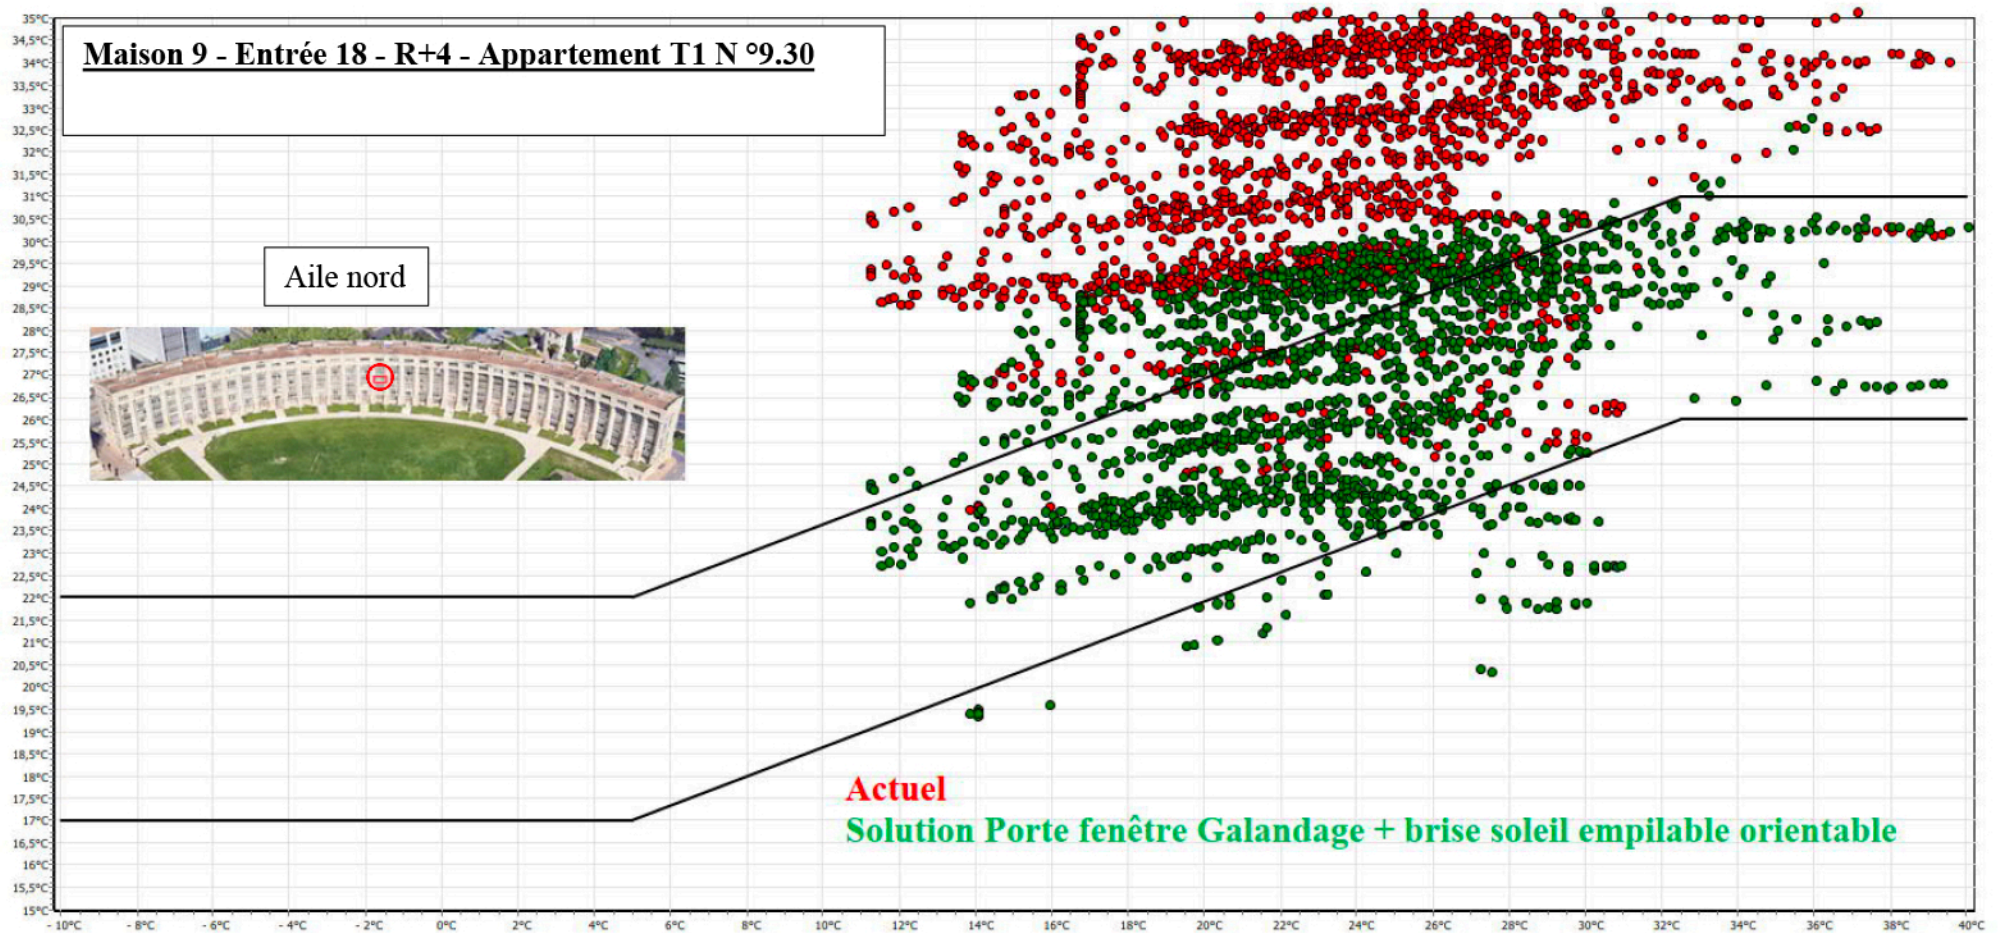 Maison 9 - Entrée 18 - R+4 - Appartement T1 N °9.30
Aile nord
Actuel
Solution Porte fenêtre Galandage + brise soleil empilable orientable
35°C
34,5°C
34°C
33,5°C
33°C
32,5°C
32°C
31,5°C
31°C
30,5°C
30°C
29,5°C
29°C
28,5°C
28°C
27,5°C
27°C
26,5°C
26°C
25,5°C
25°C
24,5°C
24°C
23,5°C
23°C
22,5°C
22°C
21,5°C
21°C
20,5°C
20°C
19,5°C
19°C
18,5°C
18°C
17,5°C
17°C
16,5°C
16°C
15,5°C
15°C
- 10°C - 8°C - 6°C - 4°C - 2°C 0°C 2°C 4°C 6°C 8°C 10°C 12°C 14°C 16°C 18°C 20°C 22°C 24°C 26°C 28°C 30°C 32°C 34°C 36°C 38°C 40°C